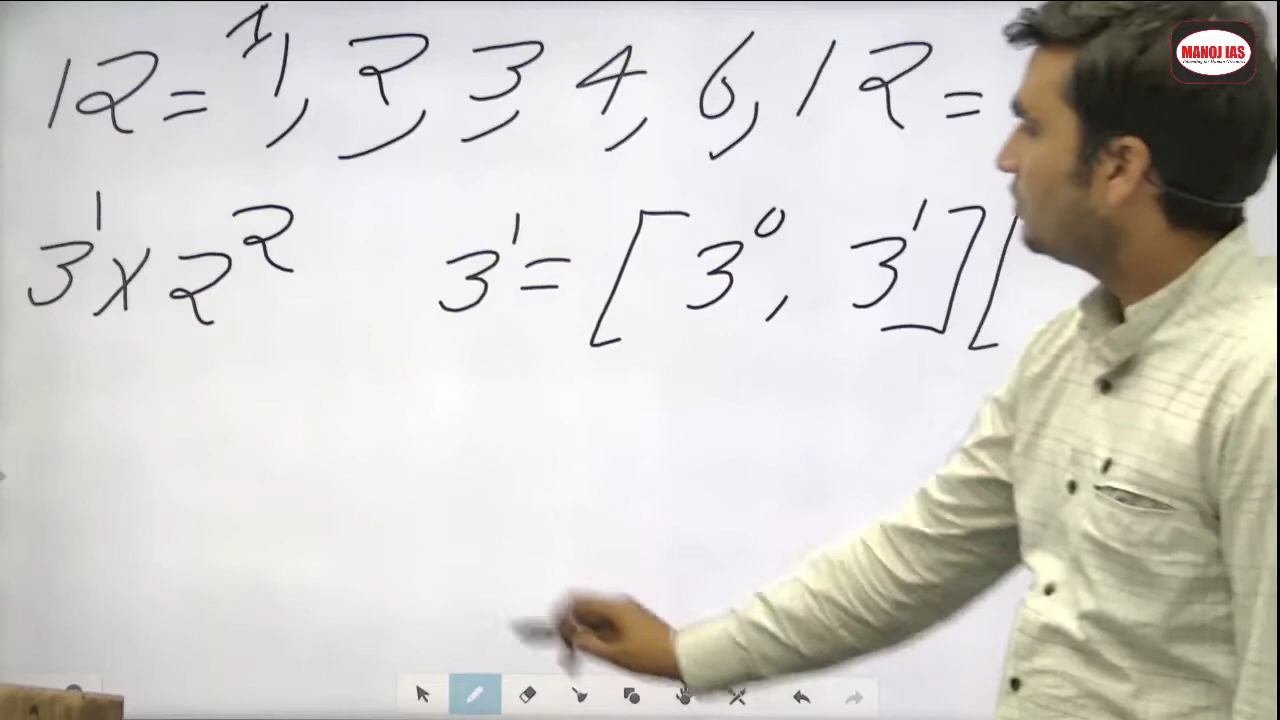 MANOJ IAS
12 = 1, 2, 3, 4, 6, 12 =
3¹ x 2² 3¹ = [3⁰, 3¹] [